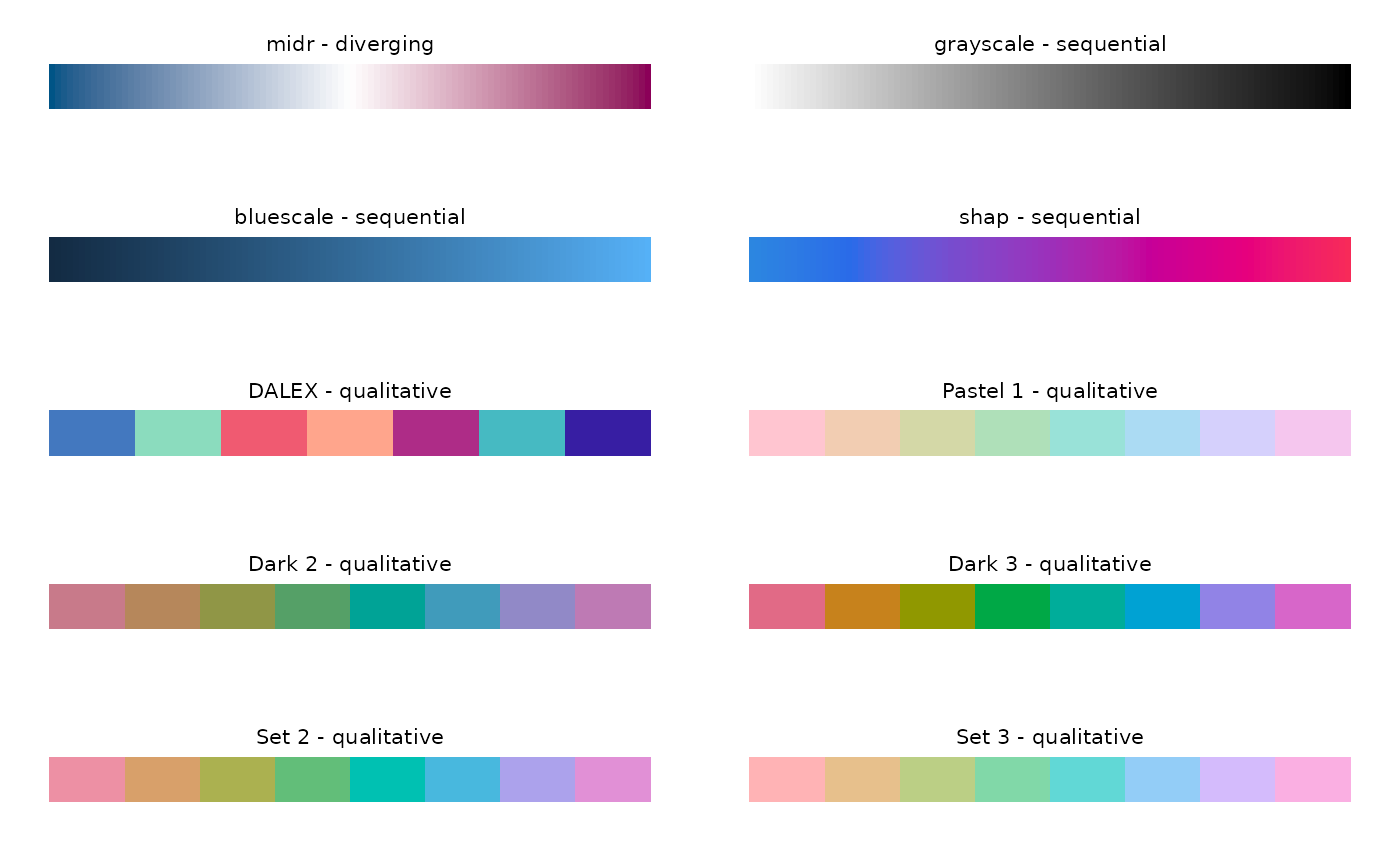 midr - diverging
grayscale - sequential
bluescale - sequential
shap - sequential
DALEX - qualitative
Pastel 1 - qualitative
Dark 2 - qualitative
Dark 3 - qualitative
Set 2 - qualitative
Set 3 - qualitative